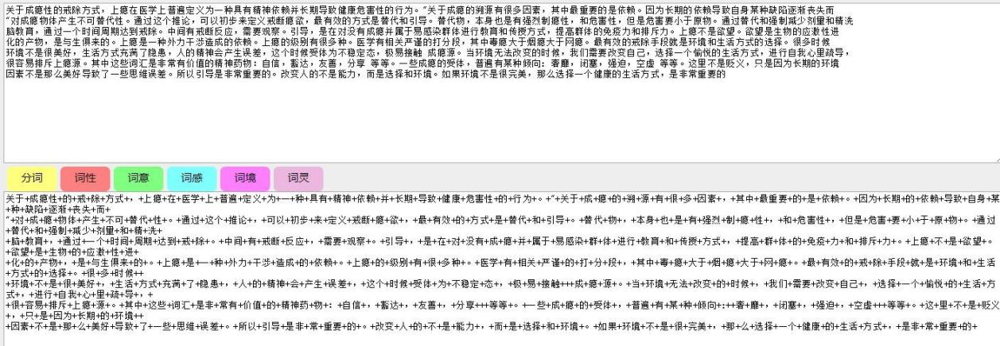 关于成瘾性的戒除方式，上瘾在医学上普遍定义为一种具有精神依赖并长期导致健康危害性的行为。“关于成瘾的溯源有很多因素，其中最重要的是依赖。因为长期的依赖导致自身某种缺陷逐渐丧失而
“对成瘾物体产生不可替代性。通过这个推论，可以初步来定义戒断瘾欲，最有效的方式是替代和引导。替代物，本身也是有强烈制瘾性，和危害性，但是危害要小于原物。通过替代和强制减少剂量和精洗
脑教育，通过一个时间周期达到戒除。中间有戒断反应，需要观察。引导，是在对没有成瘾并属于易感染群体进行教育和传授方式，提高群体的免疫力和排斥力。上瘾不是欲望。欲望是生物的应激性进
化的产物，是与生俱来的。上瘾是一种外力干涉造成的依赖。上瘾的级别有很多种。医学有相关严谨的打分段，其中毒瘾大于烟瘾大于网瘾。最有效的戒除手段就是环境和生活方式的选择。很多时候
环境不是很美好，生活方式充满了隐患，人的精神会产生误差，这个时候受体为不稳定态，极易接触 成瘾源。当环境无法改变的时候，我们需要改变自己，选择一个愉悦的生活方式，进行自我心里疏导，
很容易排斥上瘾源。其中这些词汇是非常有价值的精神药物：自信，豁达，友善，分享 等等。一些成瘾的受体，普遍有某种倾向：奢靡，闭塞，强迫，空虚 等等。这里不是贬义，只是因为长期的环境
因素不是那么美好导致了一些思维误差。所以引导是非常重要的。改变人的不是能力，而是选择和环境。如果环境不是很完美，那么选择一个健康的生活方式，是非常重要的
分词 词性 词意 词感 词境 词灵
关于+成瘾性+的+戒+除+方式+，+上瘾+在+医学+上+普遍+定义+为+一+种+具有+精神+依赖+并+长期+导致+健康+危害性+的+行为+。+“+关于+成+瘾+的+溯+源+有+很+多+因素+，+其中+最重要+的+是+依赖+。+因为+长期+的+依赖+导致+自身+某
+种+缺陷+逐渐+丧失+而+
“+对+成+瘾+物体+产生+不可+替代+性+。+通过+这个+推论+，+可以+初步+来+定义+戒断+瘾+欲+，+最+有效+的+方式+是+替代+和+引导+。+替代+物+，+本身+也+是+有+强烈+制+瘾+性+，+和+危害性+，+但是+危害+要+小+于+原+物+。+通过
+替代+和+强制+减少+剂量+和+精+洗+
+脑+教育+，+通过+一个+时间+周期+达到+戒+除+。+中间+有+戒断+反应+，+需要+观察+。+引导+，+是+在+对+没有+成+瘾+并+属于+易感染+群+体+进行+教育+和+传授+方式+，+提高+群+体+的+免疫+力+和+排斥+力+。+上瘾+不+是+欲望+。
+欲望+是+生物+的+应激性+进+
+化+的+产物+，+是+与生俱来+的+。+上瘾+是+一+种+外力+干涉+造成+的+依赖+。+上瘾+的+级别+有+很+多种+。+医学+有+相关+严谨+的+打+分+段+，+其中+毒+瘾+大于+烟+瘾+大于+网+瘾+。+最+有效+的+戒+除+手段+就+是+环境+和+生活
+方式+的+选择+。+很+多+时候++
+环境+不+是+很+美好+，+生活+方式+充满+了+隐患+，+人+的+精神+会+产生+误差+，+这个+时候+受体+为+不稳定+态+，+极+易+接触+++成+瘾+源+。+当+环境+无法+改变+的+时候+，+我们+需要+改变+自己+，+选择+一个+愉悦+的+生活+方
式+，+进行+自我+心+里+疏+导+，+
+很+容易+排斥+上瘾+源+。+其中+这些+词汇+是非+常有+价值+的+精神药+物+：+自信+，+豁达+，+友善+，+分享+++等等+。+一些+成+瘾+的+受体+，+普遍+有+某+种+倾向+:++奢+靡+，+闭塞+，+强迫+，+空虚+++等等+。+这+里+不+是+贬义
+，+只+是+因为+长期+的+环境++
+因素+不+是+那+么+美好+导致+了+一些+思维+误差+。+所以+引导+是非+常+重要+的+。+改变+人+的+不+是+能力+，+而+是+选择+和+环境+。+如果+环境+不+是+很+完美+，+那+么+选择+一个+健康+的+生活+方式+，+是非+常+重要+的+